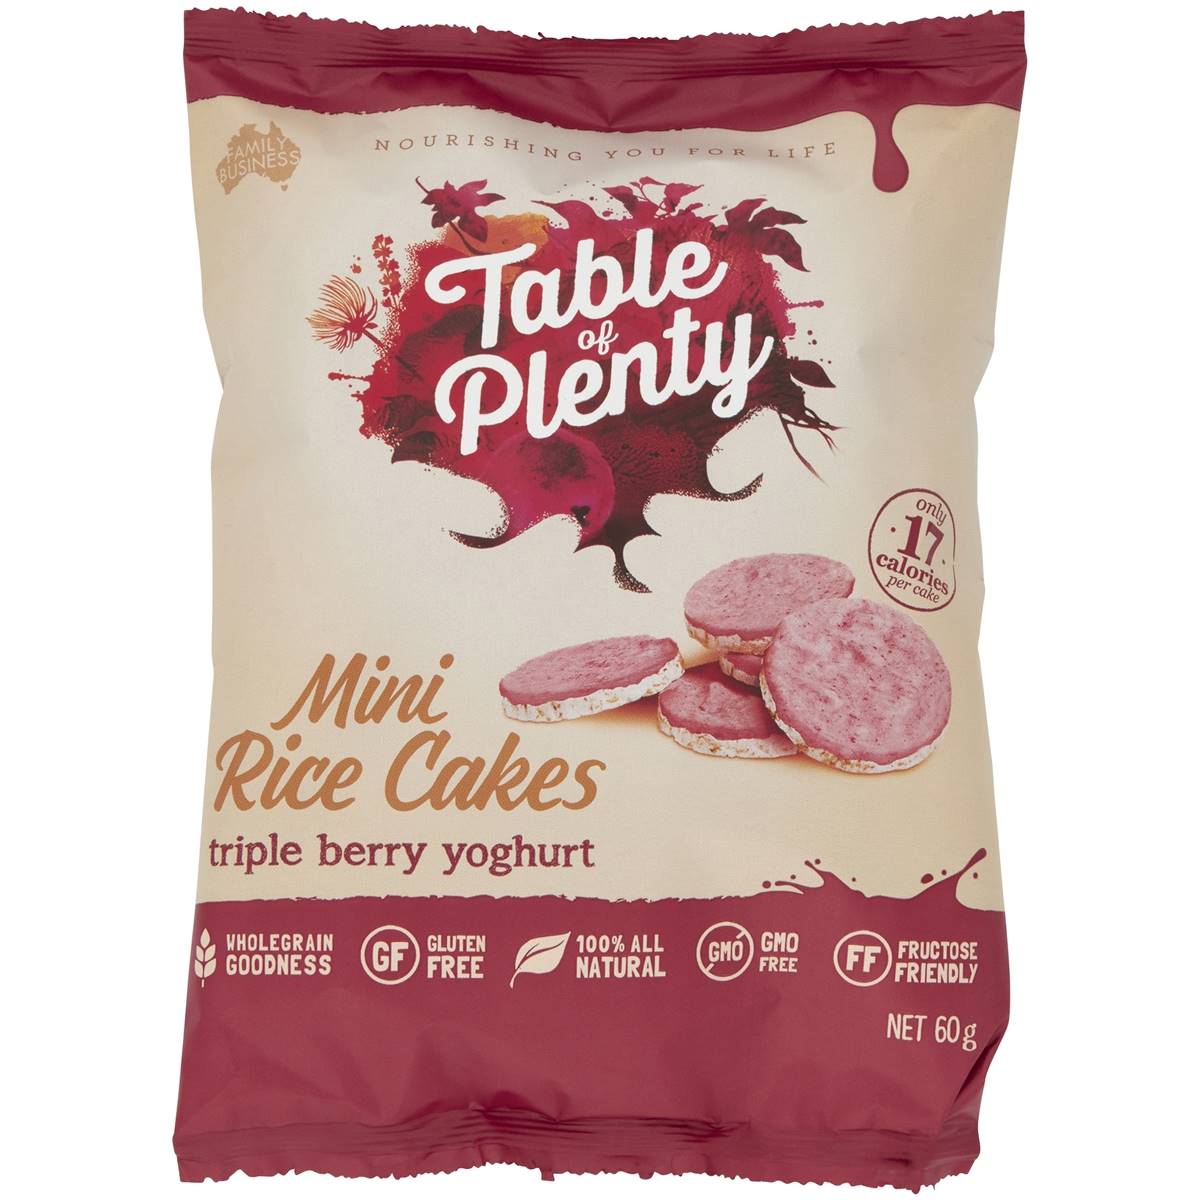 FAMILY
BUSINESS
NOURISHING YOU FOR LIFE
Table
of
Plenty
only
17
calories
per cake
Mini
Rice Cakes
triple berry yoghurt
WHOLEGRAIN
GOODNESS
GF
GLUTEN
FREE
100% ALL
NATURAL
GMO
GMO
FREE
FF
FRUCTOSE
FRIENDLY
NET 60g